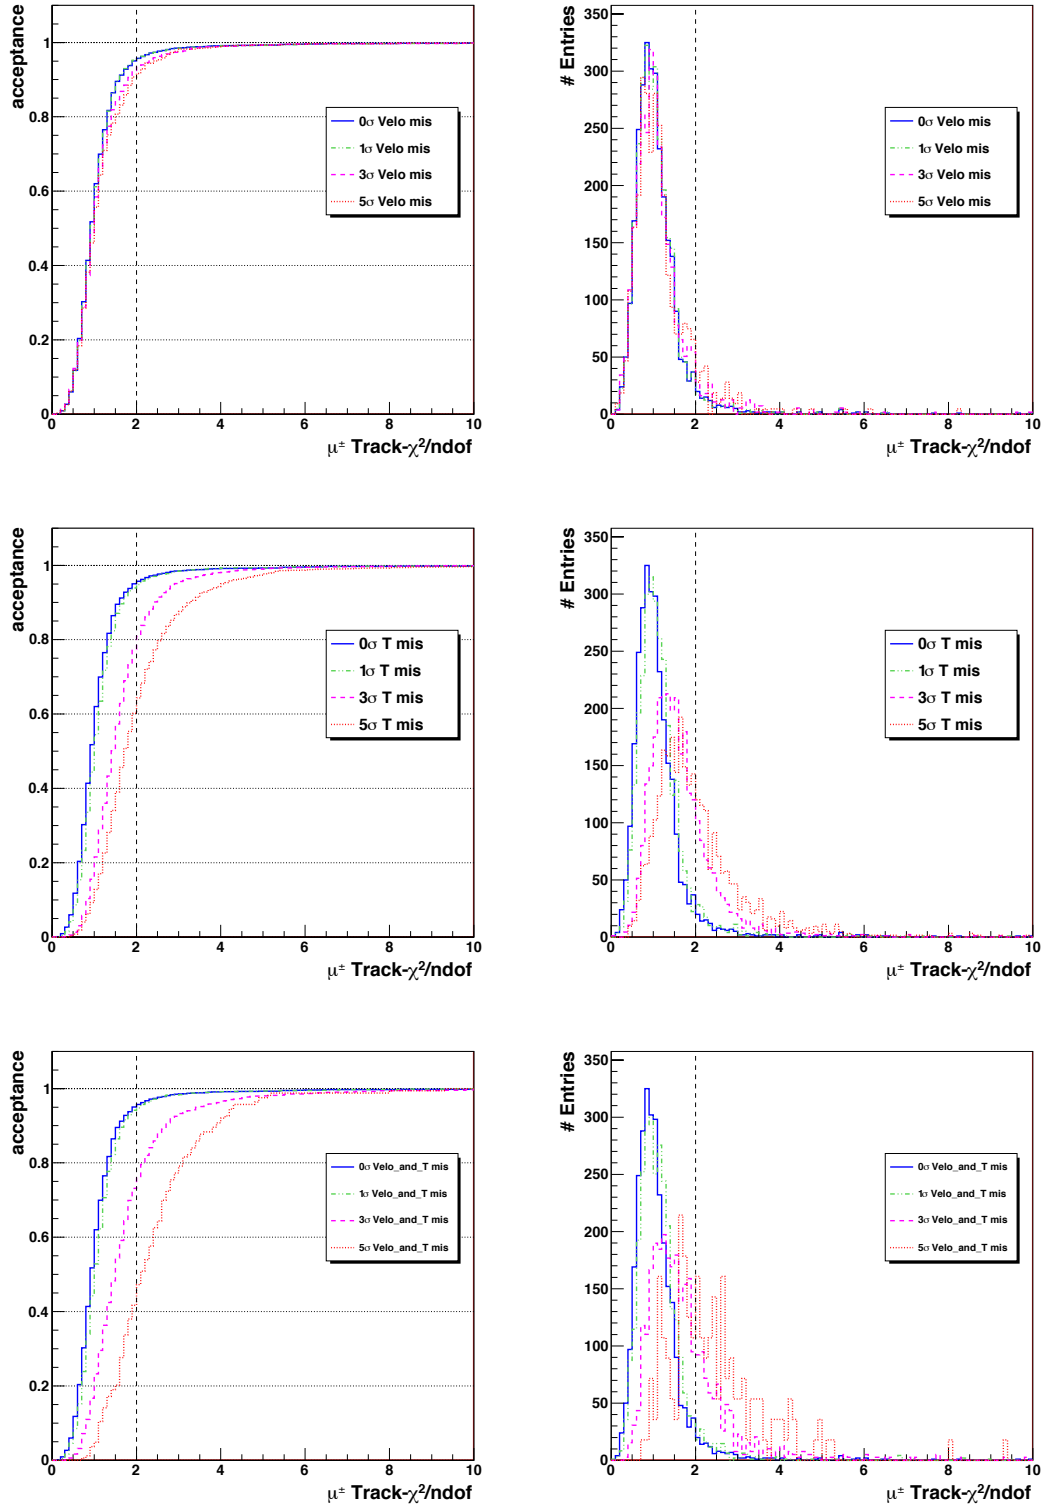 acceptance
1
0.8
0.6
0.4
0.2
0
0 2 4 6 8 10
μ± Track-χ²/ndof
0σ Velo mis
1σ Velo mis
3σ Velo mis
5σ Velo mis
# Entries
350
300
250
200
150
100
50
0
0 2 4 6 8 10
μ± Track-χ²/ndof
0σ Velo mis
1σ Velo mis
3σ Velo mis
5σ Velo mis
acceptance
1
0.8
0.6
0.4
0.2
0
0 2 4 6 8 10
μ± Track-χ²/ndof
0σ T mis
1σ T mis
3σ T mis
5σ T mis
# Entries
350
300
250
200
150
100
50
0
0 2 4 6 8 10
μ± Track-χ²/ndof
0σ T mis
1σ T mis
3σ T mis
5σ T mis
acceptance
1
0.8
0.6
0.4
0.2
0
0 2 4 6 8 10
μ± Track-χ²/ndof
0σ Velo_and_T mis
1σ Velo_and_T mis
3σ Velo_and_T mis
5σ Velo_and_T mis
# Entries
350
300
250
200
150
100
50
0
0 2 4 6 8 10
μ± Track-χ²/ndof
0σ Velo_and_T mis
1σ Velo_and_T mis
3σ Velo_and_T mis
5σ Velo_and_T mis